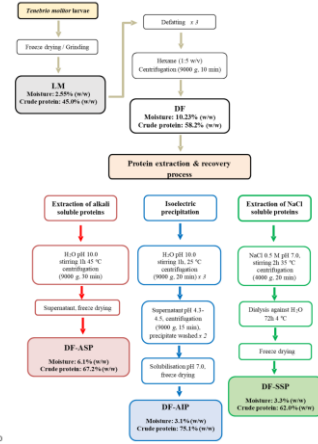 Tenebrio molitor larvae
Freeze drying / Grinding
LM
Moisture: 2.55% (w/w)
Crude protein: 45.0% (w/w)
Defatting x 3
Hexane (1:5 w/v)
Centrifugation (9000 g, 10 min)
DF
Moisture: 10.23% (w/w)
Crude protein: 58.2% (w/w)
Protein extraction & recovery
process
Extraction of alkali
soluble proteins
H₂O pH 10.0
stirring 1h 45 ℃
centrifugation
(9000 g, 30 min)
Supernatant, freeze drying
DF-ASP
Moisture: 6.1% (w/w)
Crude protein: 67.2% (w/w)
Isoelectric
precipitation
H₂O pH 10.0
stirring 1h, 25 ℃
centrifugation
(9000 g, 20 min) x 3
Supernatant pH 4.3-
4.5, centrifugation
(9000 g, 15 min),
precipitate washed x 2
Solubilisation pH 7.0,
freeze drying
DF-AIP
Moisture: 3.1% (w/w)
Crude protein: 75.1% (w/w)
Extraction of NaCl
soluble proteins
NaCl 0.5 M pH 7.0,
stirring 2h 35 ℃
centrifugation
(4000 g, 20 min)
Dialysis against H₂O
72h 4 ℃
Freeze drying
DF-SSP
Moisture: 3.3% (w/w)
Crude protein: 62.0% (w/w)